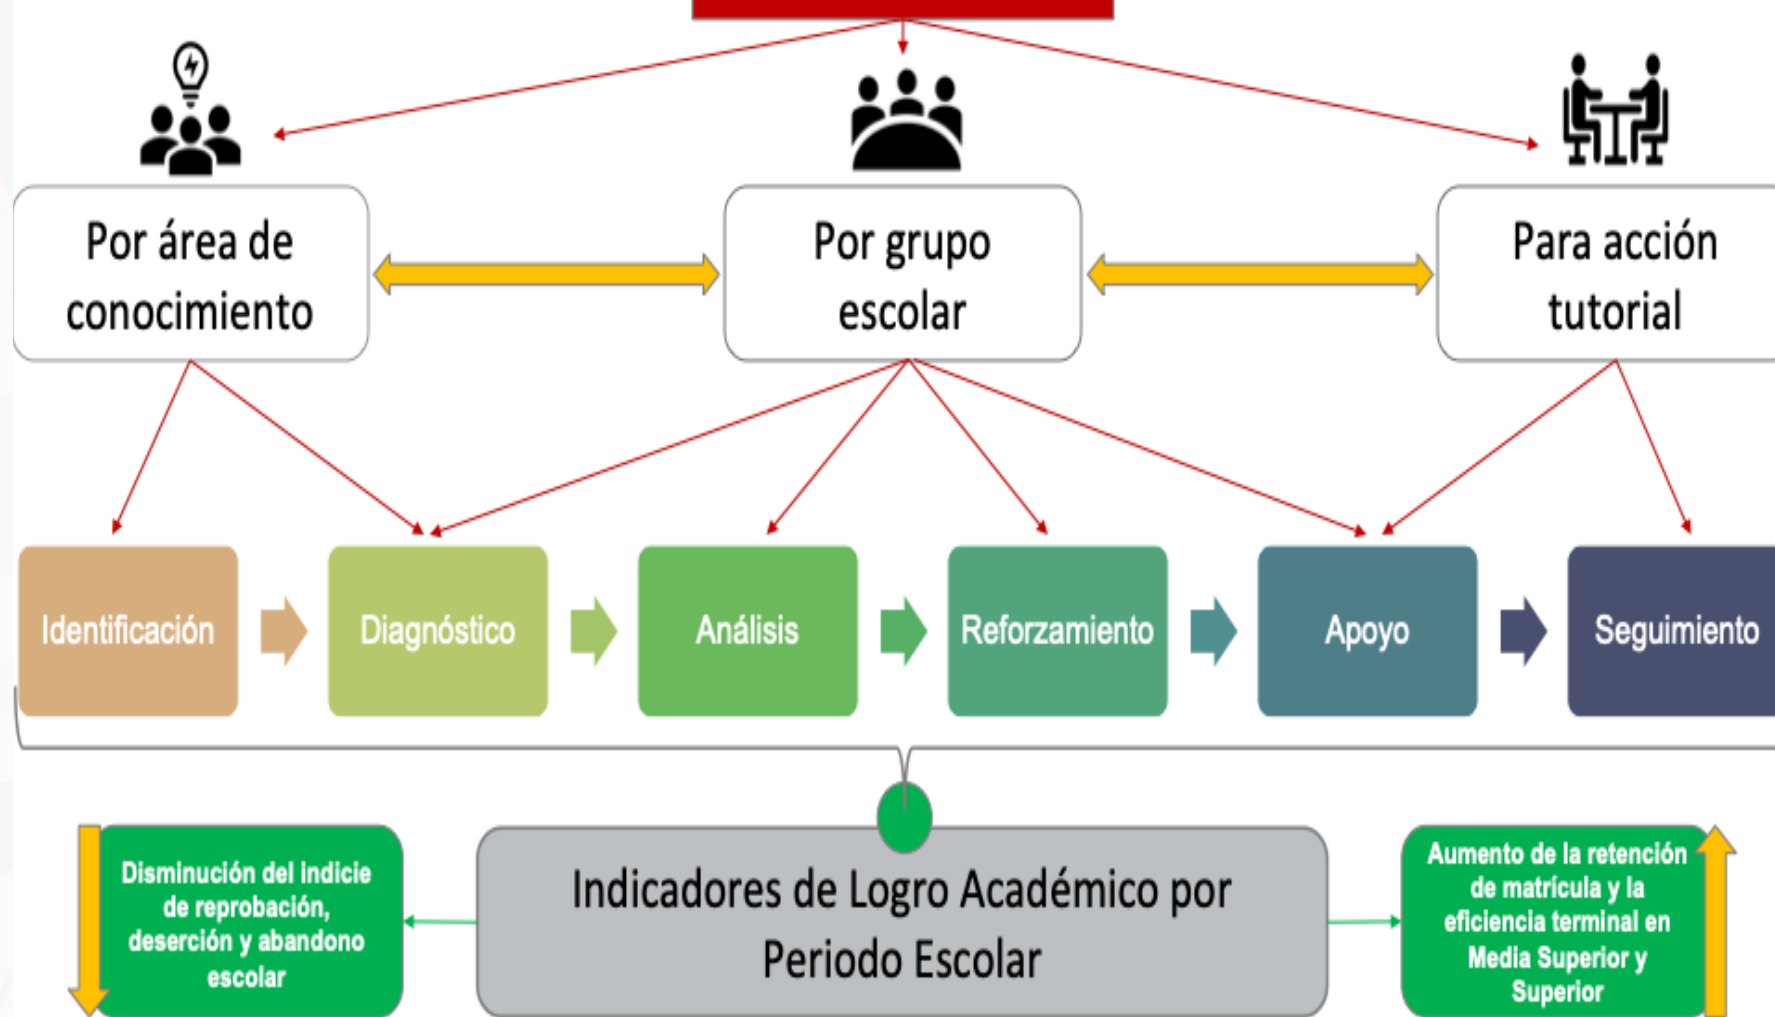 Por área de
conocimiento
Por grupo
escolar
Para acción
tutorial
Identificación
Diagnóstico
Análisis
Reforzamiento
Apoyo
Seguimiento
Disminución del indicie
de reprobación,
deserción y abandono
escolar
Indicadores de Logro Académico por
Periodo Escolar
Aumento de la retención
de matrícula y la
eficiencia terminal en
Media Superior y
Superior